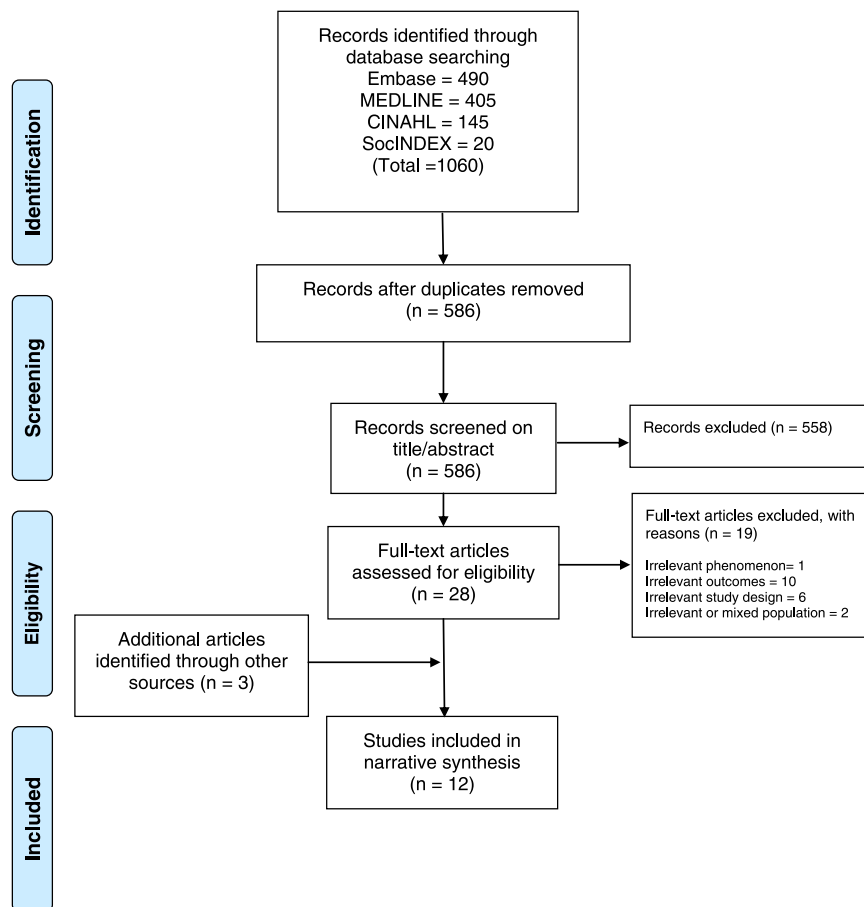 Identification
Records identified through
database searching
Embase = 490
MEDLINE = 405
CINAHL = 145
SocINDEX = 20
(Total =1060)
Screening
Records after duplicates removed
(n = 586)
Records screened on
title/abstract
(n = 586)
Records excluded (n = 558)
Eligibility
Full-text articles
assessed for eligibility
(n = 28)
Full-text articles excluded, with
reasons (n = 19)
Irrelevant phenomenon= 1
Irrelevant outcomes = 10
Irrelevant study design = 6
Irrelevant or mixed population = 2
Additional articles
identified through other
sources (n = 3)
Included
Studies included in
narrative synthesis
(n = 12)